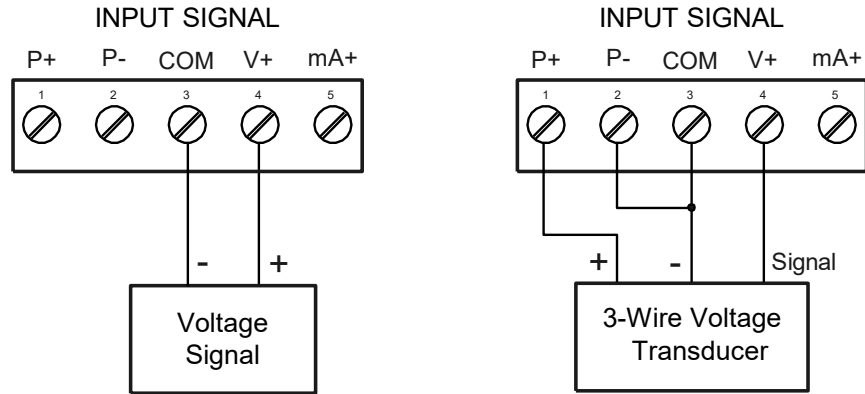 INPUT SIGNAL
P+ P- COM V+ mA+
1 2 3 4 5
- +
Voltage
Signal
INPUT SIGNAL
P+ P- COM V+ mA+
1 2 3 4 5
+ - Signal
3-Wire Voltage
Transducer